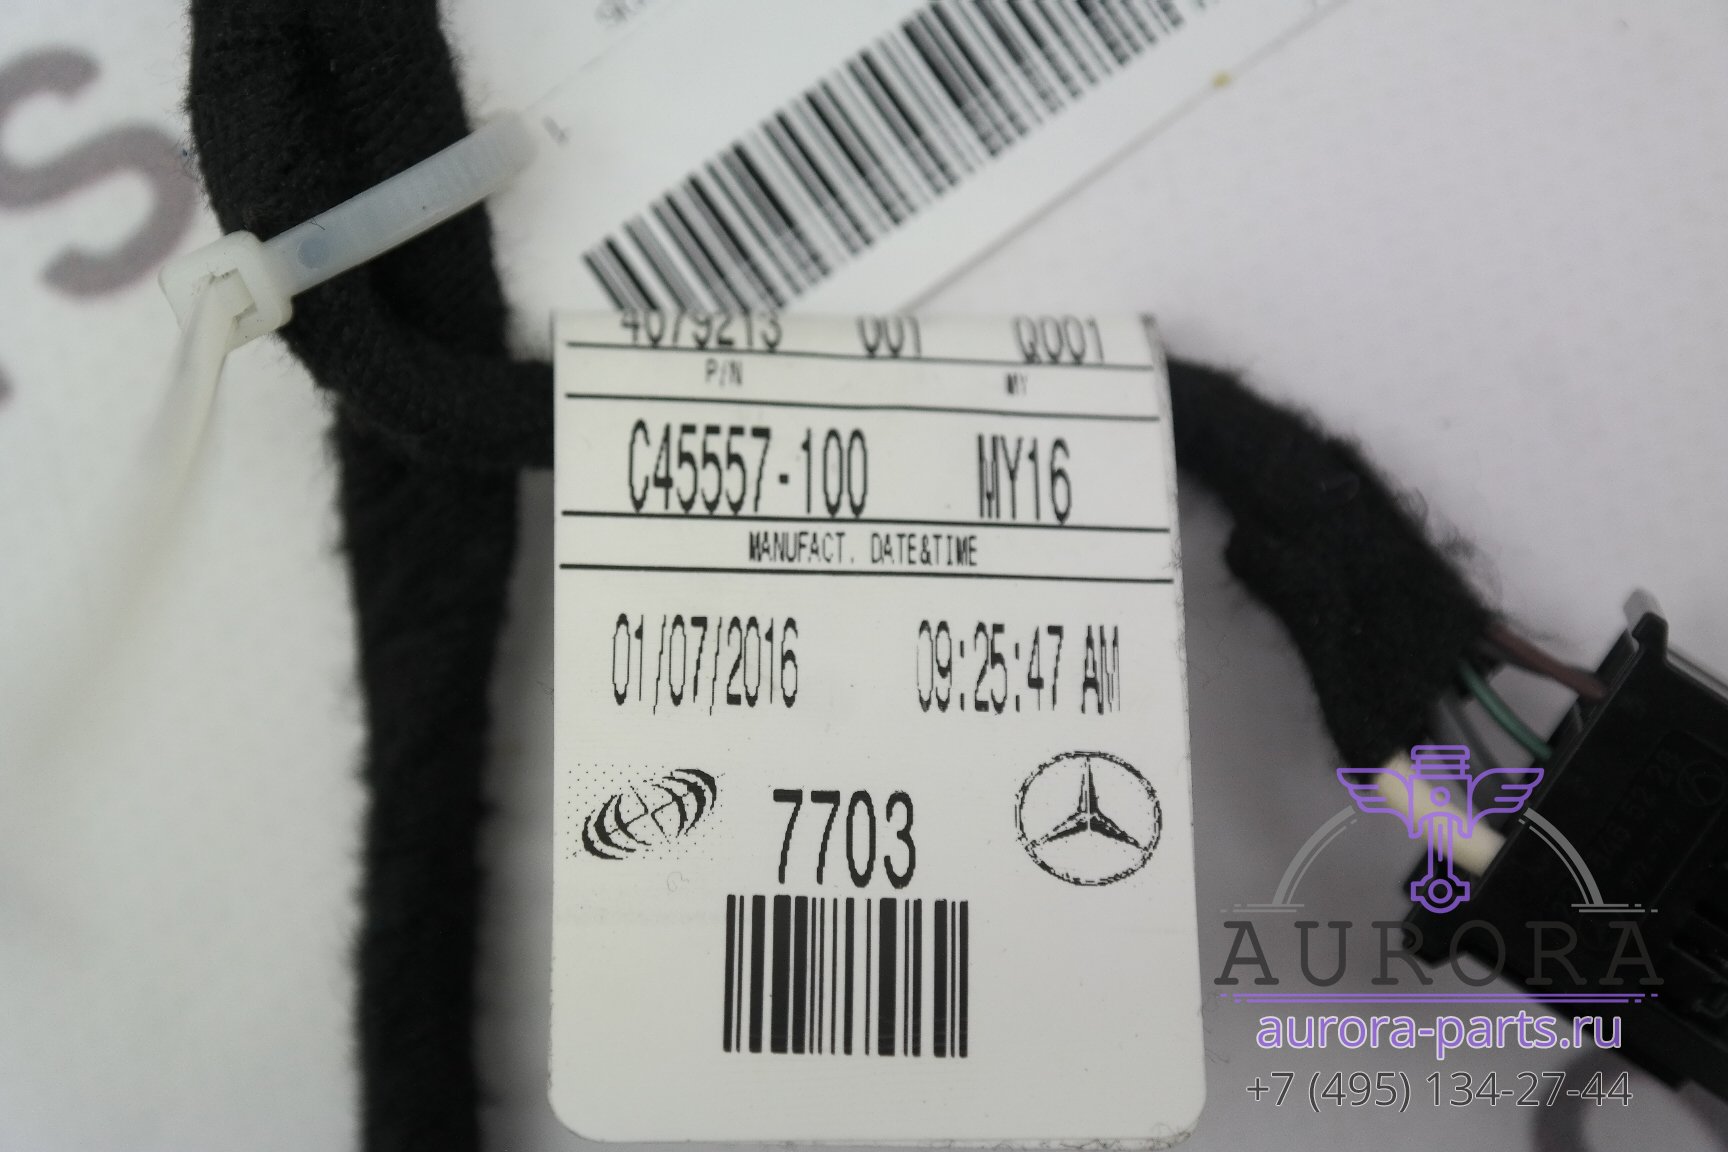 4079213 001 Q001
P/N MY
C45557-100 MY16
MANUFACT. DATE&TIME
01/07/2016 09:25:47 AM
7703
AURORA
aurora-parts.ru
+7 (495) 134-27-44